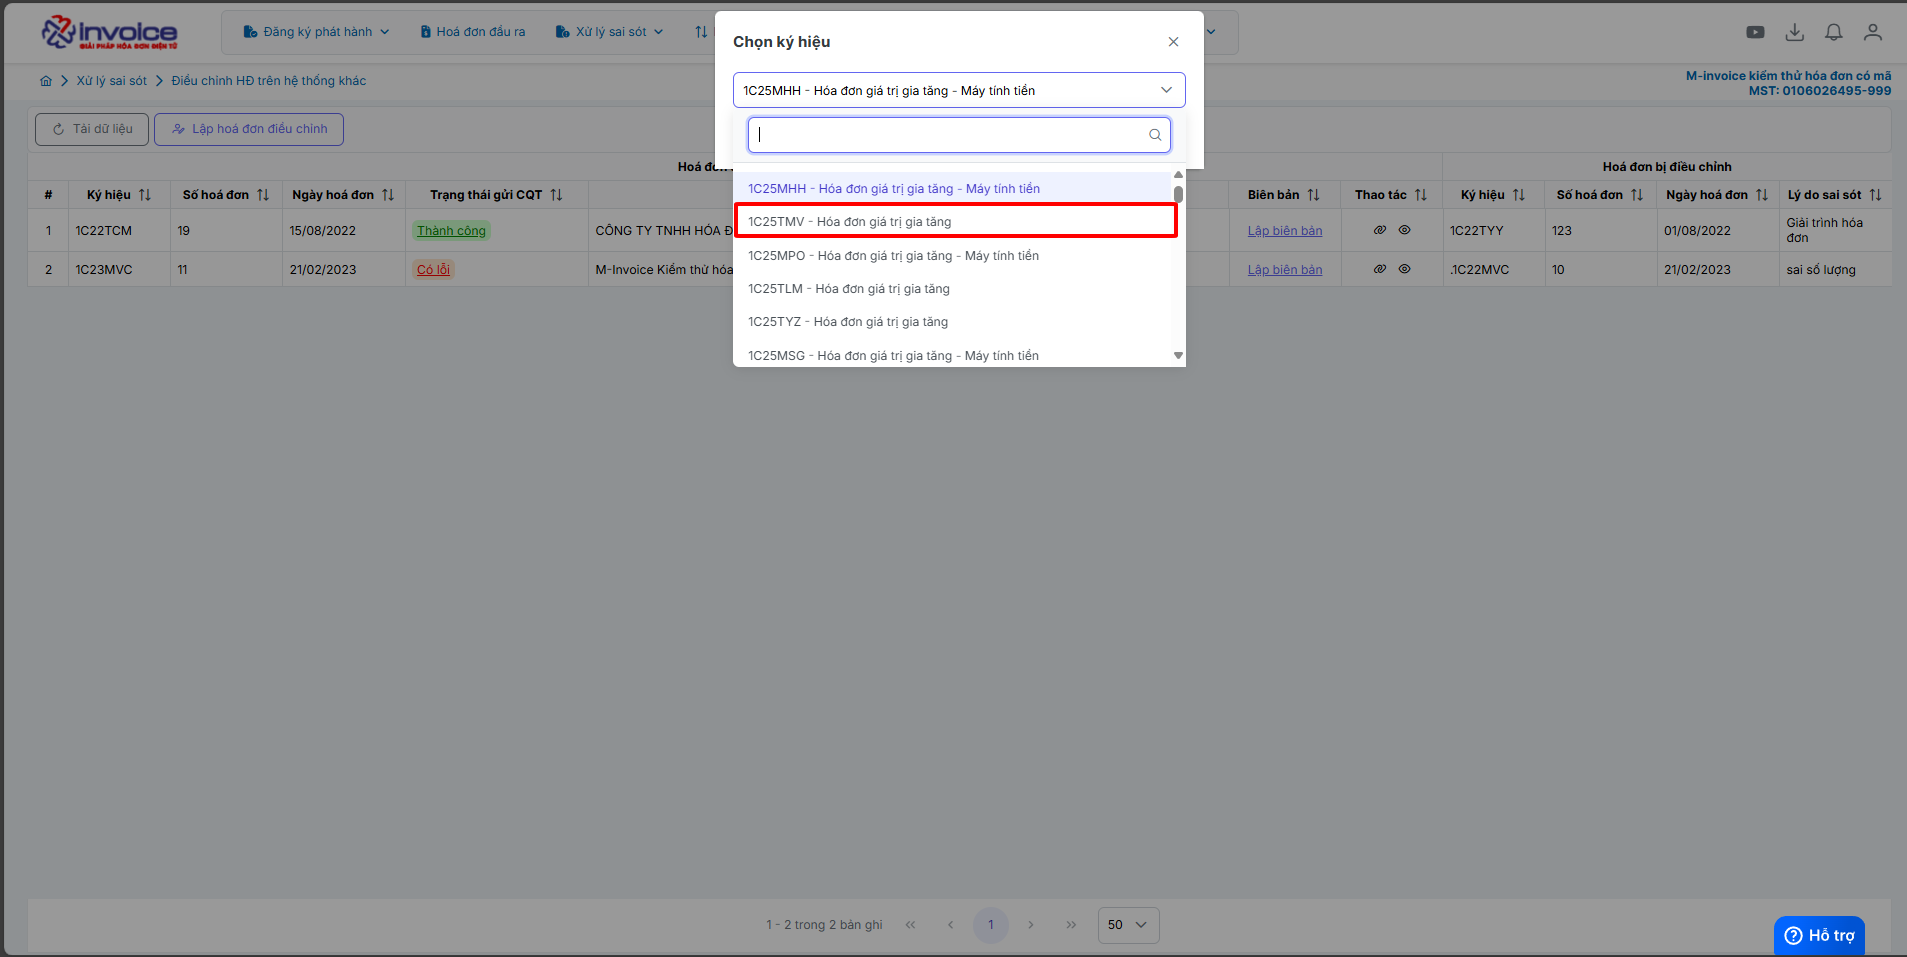 invoice
GIẢI PHÁP HÓA ĐƠN ĐIỆN TỬ
Đăng ký phát hành
Hoá đơn đầu ra
Xử lý sai sót
Xử lý sai sót
Điều chỉnh HĐ trên hệ thống khác
M-invoice kiểm thử hóa đơn có mã
MST: 0106026495-999
Chọn ký hiệu
1C25MHH - Hóa đơn giá trị gia tăng - Máy tính tiền
1C25MHH - Hóa đơn giá trị gia tăng - Máy tính tiền
1C25TMV - Hóa đơn giá trị gia tăng
1C25MPO - Hóa đơn giá trị gia tăng - Máy tính tiền
1C25TLM - Hóa đơn giá trị gia tăng
1C25TYZ - Hóa đơn giá trị gia tăng
1C25MSG - Hóa đơn giá trị gia tăng - Máy tính tiền
Tải dữ liệu
Lập hoá đơn điều chỉnh
Hoá đơn
Hoá đơn bị điều chỉnh
# Ký hiệu Số hoá đơn Ngày hoá đơn Trạng thái gửi CQT Biên bản Thao tác Ký hiệu Số hoá đơn Ngày hoá đơn Lý do sai sót
1 1C22TCM 19 15/08/2022 Thành công CÔNG TY TNHH HÓA Lập biên bản 1C22TYY 123 01/08/2022 Giải trình hóa
đơn
2 1C23MVC 11 21/02/2023 Có lỗi M-Invoice Kiểm thử hóa Lập biên bản .1C22MVC 10 21/02/2023 sai số lượng
1 - 2 trong 2 bản ghi
1
50
Hỗ trợ